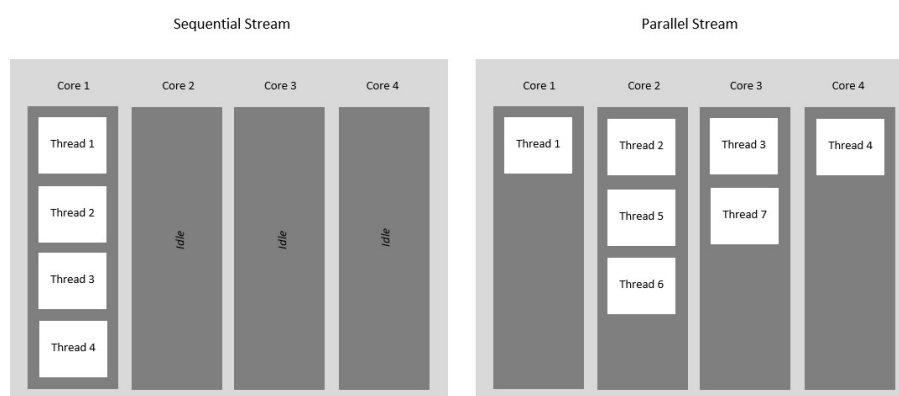 Sequential Stream
Core 1
Core 2
Core 3
Core 4
Thread 1
Thread 2
Thread 3
Thread 4
Idle
Idle
Idle
Parallel Stream
Core 1
Core 2
Core 3
Core 4
Thread 1
Thread 2
Thread 3
Thread 4
Thread 5
Thread 7
Thread 6